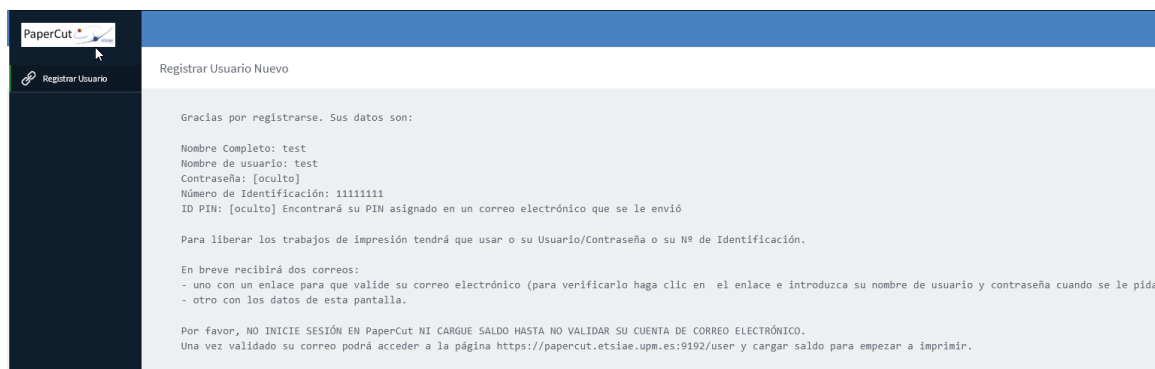 PaperCut
Registrar Usuario
Registrar Usuario Nuevo
Gracias por registrarse. Sus datos son:
Nombre Completo: test
Nombre de usuario: test
Contraseña: [oculto]
Número de Identificación: 11111111
ID PIN: [oculto] Encontrará su PIN asignado en un correo electrónico que se le envió
Para liberar los trabajos de impresión tendrá que usar o su Usuario/Contraseña o su Nº de Identificación.
En breve recibirá dos correos:
- uno con un enlace para que valide su correo electrónico (para verificarlo haga clic en  el enlace e introduzca su nombre de usuario y contraseña cuando se le pida
- otro con los datos de esta pantalla.
Por favor, NO INICIE SESIÓN EN PaperCut NI CARGUE SALDO HASTA NO VALIDAR SU CUENTA DE CORREO ELECTRÓNICO.
Una vez validado su correo podrá acceder a la página https://papercut.etsiae.upm.es:9192/user y cargar saldo para empezar a imprimir.